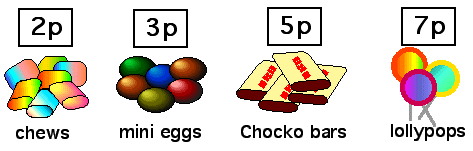 2p 3p 5p 7p
chews mini eggs Chocko bars lollypops